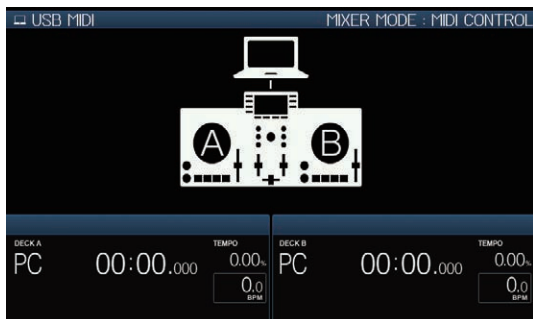 USB MIDI
MIXER MODE : MIDI CONTROL
A
B
DECK A
PC
00:00.000
TEMPO
0.00%
0.0
BPM
DECK B
PC
00:00.000
TEMPO
0.00%
0.0
BPM